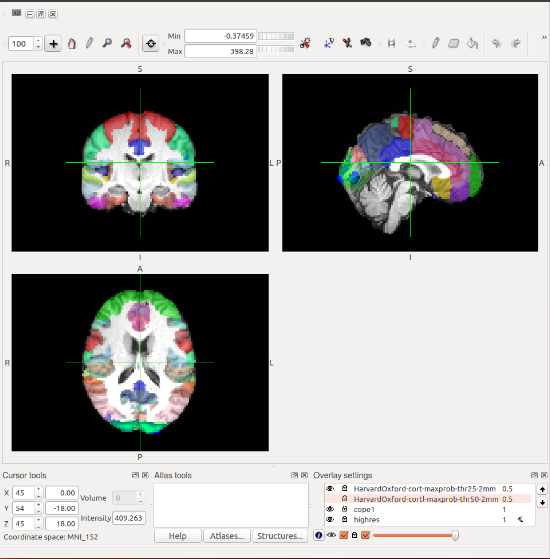 100
Min -0.37459
Max 398.28
»
S
S
R
L
P
A
I
I
A
R
L
P
Cursor tools
Atlas tools
Overlay settings
X 45 0.00 Volume 0
Y 54 -18.00
Z 45 18.00 Intensity 409.263
Coordinate space: MNI_152
Help Atlases... Structures...
HarvardOxford-cort-maxprob-thr25-2mm 0.5
HarvardOxford-cortl-maxprob-thr50-2mm 0.5
cope1 1
highres 1